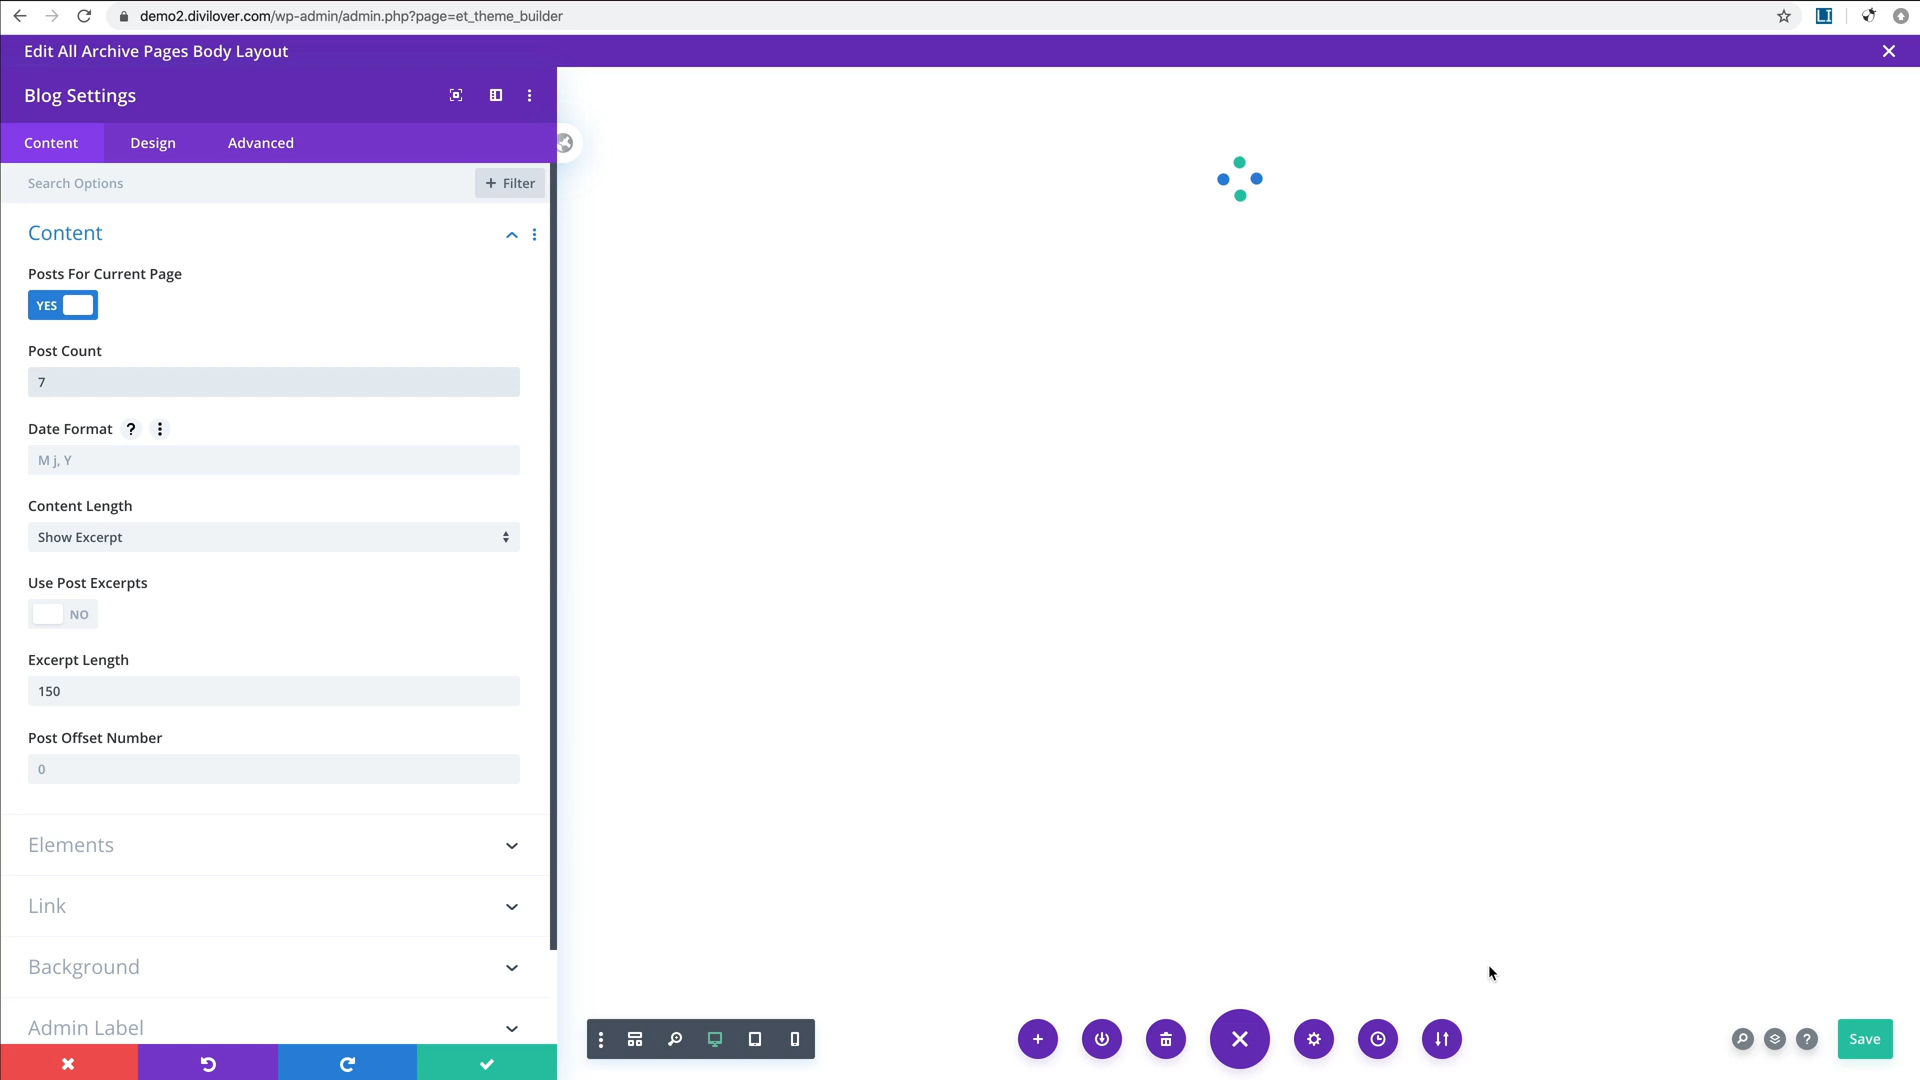 demo2.divilover.com/wp-admin/admin.php?page=et_theme_builder
Edit All Archive Pages Body Layout
Blog Settings
Content Design Advanced
Search Options + Filter
Content
Posts For Current Page
YES
Post Count
7
Date Format ?
M j, Y
Content Length
Show Excerpt
Use Post Excerpts
NO
Excerpt Length
150
Post Offset Number
0
Elements
Link
Background
Admin Label
? Save